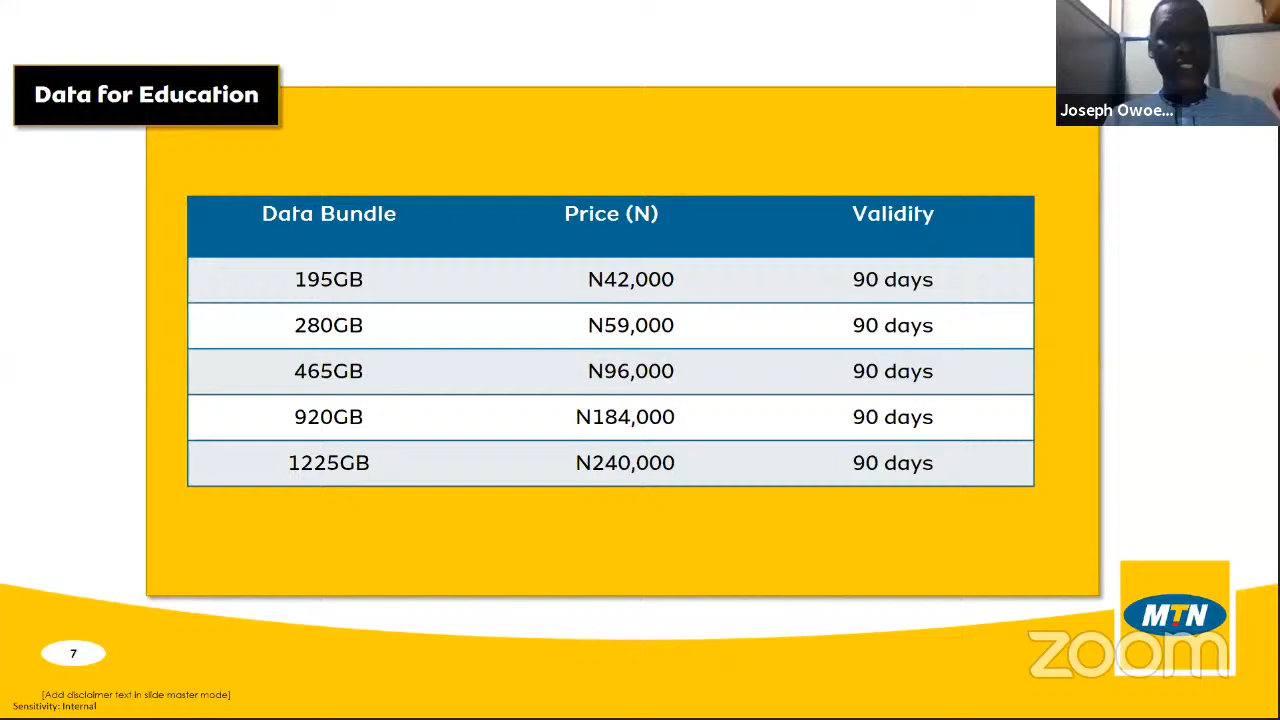 Data for Education
Joseph Owoe...
Data Bundle Price (N) Validity
195GB N42,000 90 days
280GB N59,000 90 days
465GB N96,000 90 days
920GB N184,000 90 days
1225GB N240,000 90 days
MTN
zoom
7
[Add disclaimer text in slide master mode]
Sensitivity: Internal